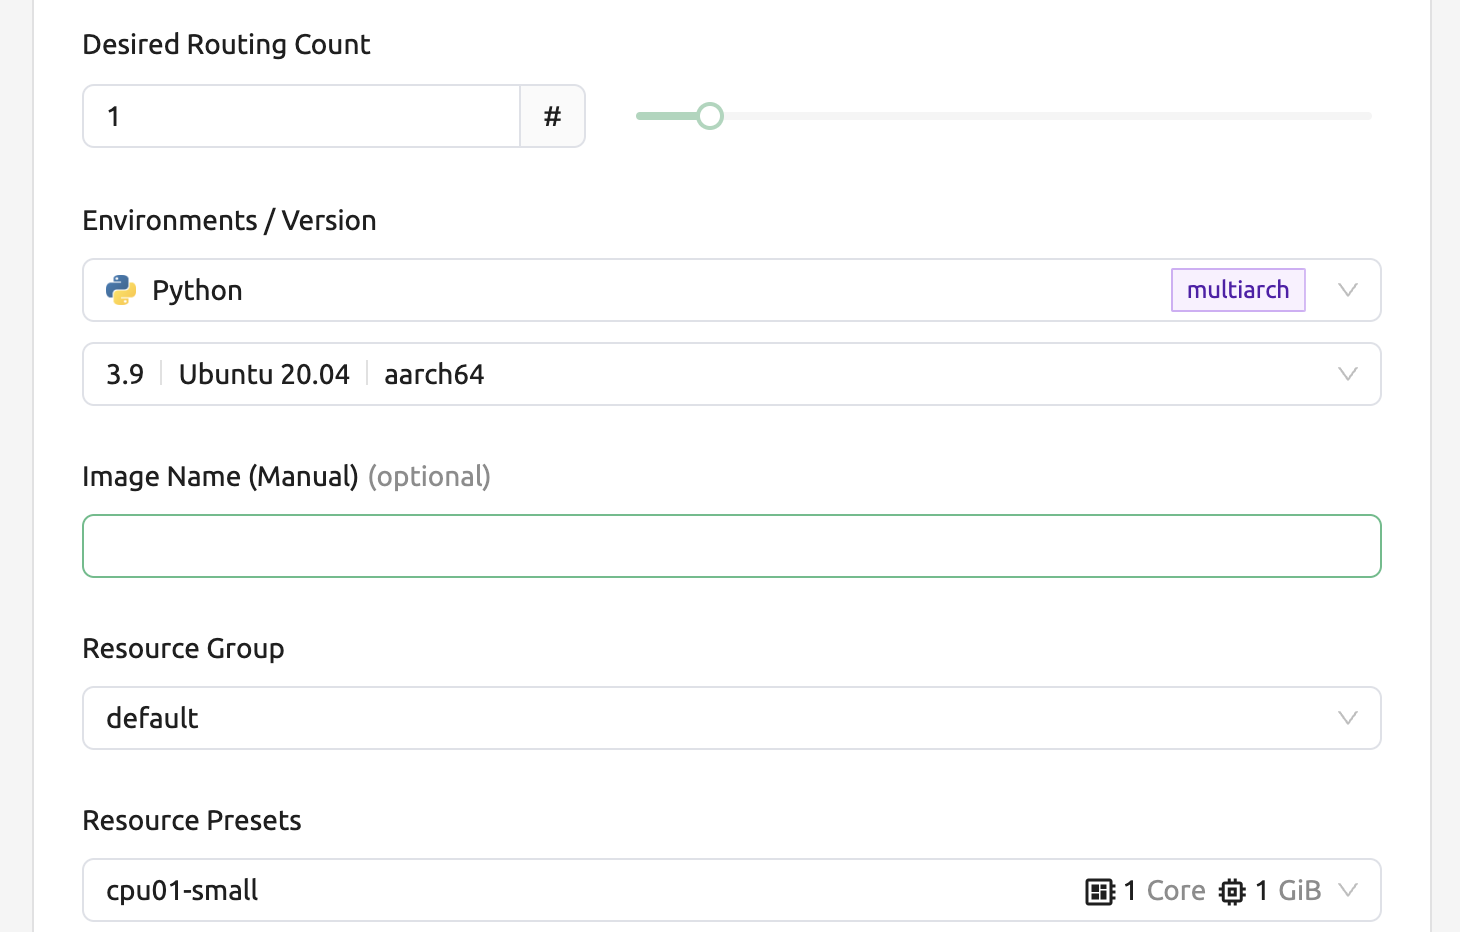 Desired Routing Count
1 #
Environments / Version
Python multiarch
3.9 Ubuntu 20.04 aarch64
Image Name (Manual) (optional)
Resource Group
default
Resource Presets
cpu01-small 1 Core 1 GiB